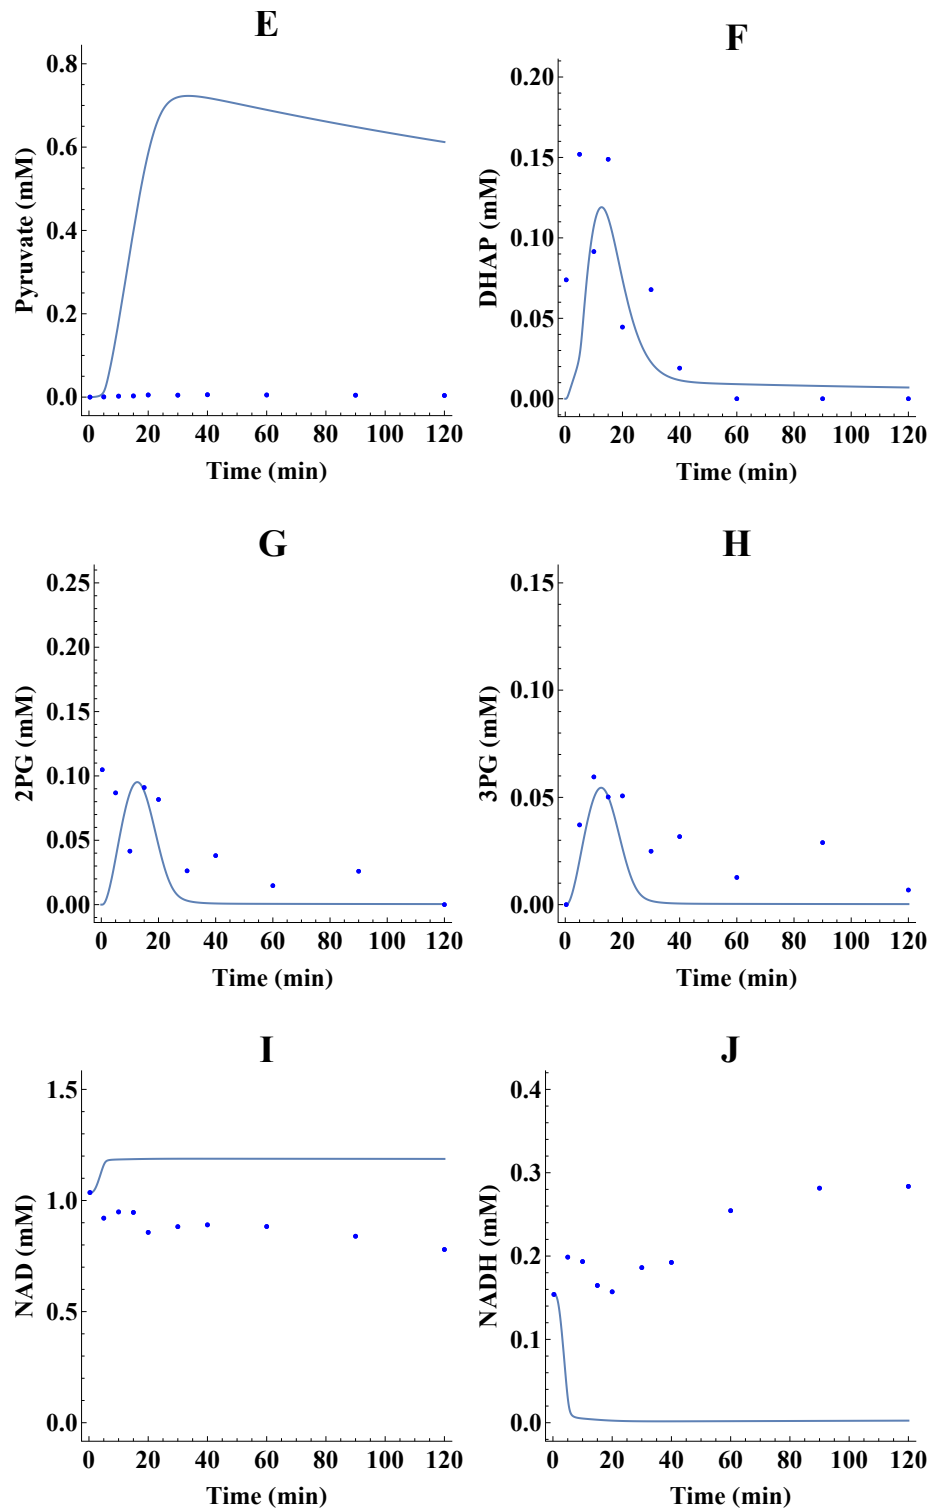 E
F
0.8
0.6
0.4
0.2
0.0
Pyruvate (mM)
0 20 40 60 80 100 120
Time (min)
0.20
0.15
0.10
0.05
0.00
DHAP (mM)
0 20 40 60 80 100 120
Time (min)
G
H
0.25
0.20
0.15
0.10
0.05
0.00
2PG (mM)
0 20 40 60 80 100 120
Time (min)
0.15
0.10
0.05
0.00
3PG (mM)
0 20 40 60 80 100 120
Time (min)
I
J
1.5
1.0
0.5
0.0
NAD (mM)
0 20 40 60 80 100 120
Time (min)
0.4
0.3
0.2
0.1
0.0
NADH (mM)
0 20 40 60 80 100 120
Time (min)